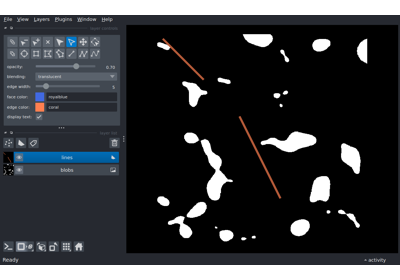 File View Plugins Window Help
opacity: 0.70
blending: translucent
edge width: 5
face color: royalblue
edge color: coral
display text: ✓
lines
blobs
Ready activity